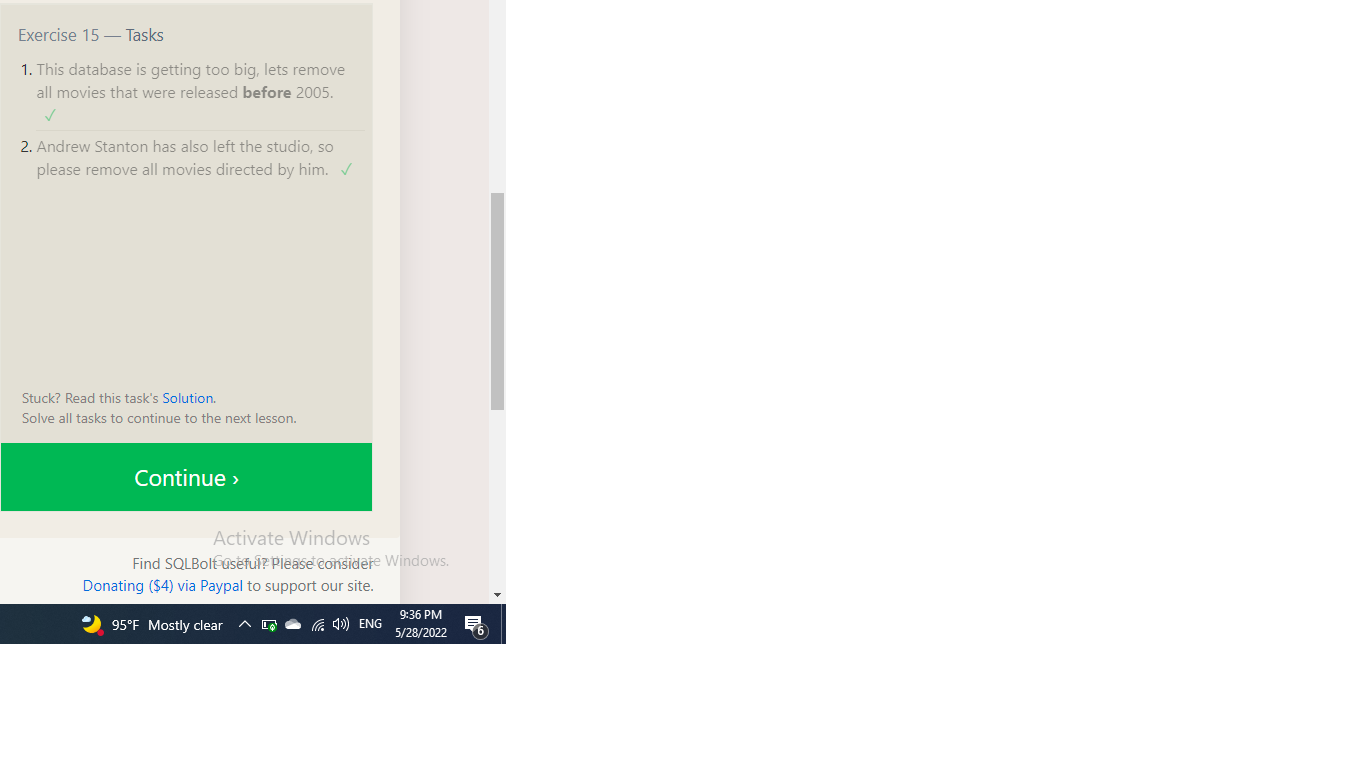 Exercise 15 — Tasks
1. This database is getting too big, lets remove
all movies that were released before 2005.
✓
2. Andrew Stanton has also left the studio, so
please remove all movies directed by him. ✓
Stuck? Read this task's Solution.
Solve all tasks to continue to the next lesson.
Continue ›
Activate Windows
Go to Settings to activate Windows.
Find SQLBolt useful? Please consider
Donating ($4) via Paypal to support our site.
95°F Mostly clear
ENG
9:36 PM
5/28/2022
6